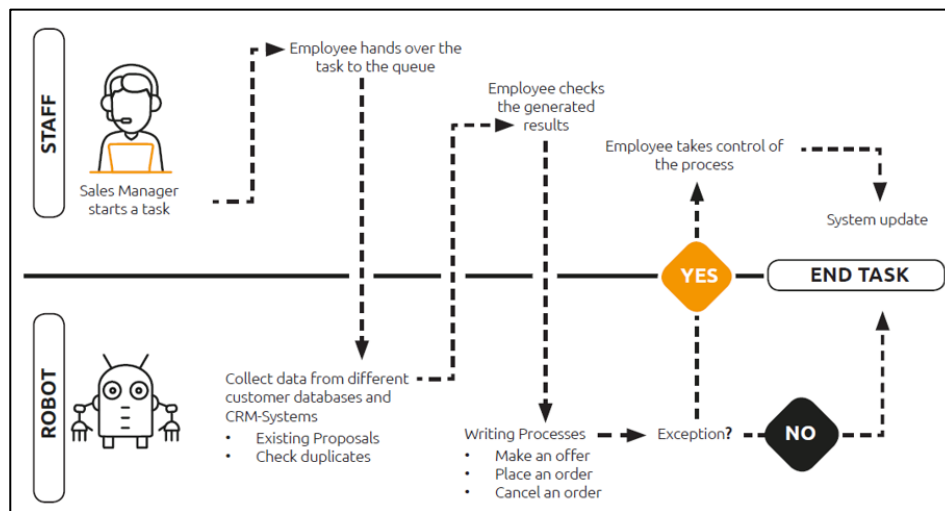 STAFF
Sales Manager
starts a task
Employee hands over the
task to the queue
Employee checks
the generated
results
Employee takes control of
the process
System update
YES
END TASK
ROBOT
Collect data from different
customer databases and
CRM-Systems
• Existing Proposals
• Check duplicates
Writing Processes
• Make an offer
• Place an order
• Cancel an order
Exception?
NO